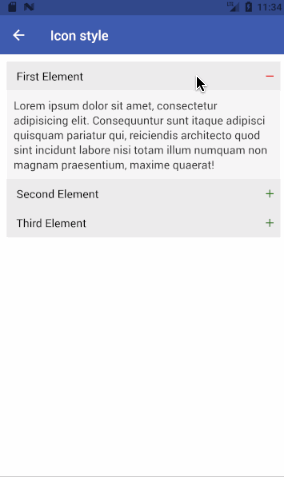 11:34
Icon style
First Element
Lorem ipsum dolor sit amet, consectetur
adipisicing elit. Consequuntur sunt itaque adipisci
quisquam pariatur qui, reiciendis architecto quod
sint incidunt labore nisi totam illum numquam non
magnam praesentium, maxime quaerat!
Second Element
Third Element